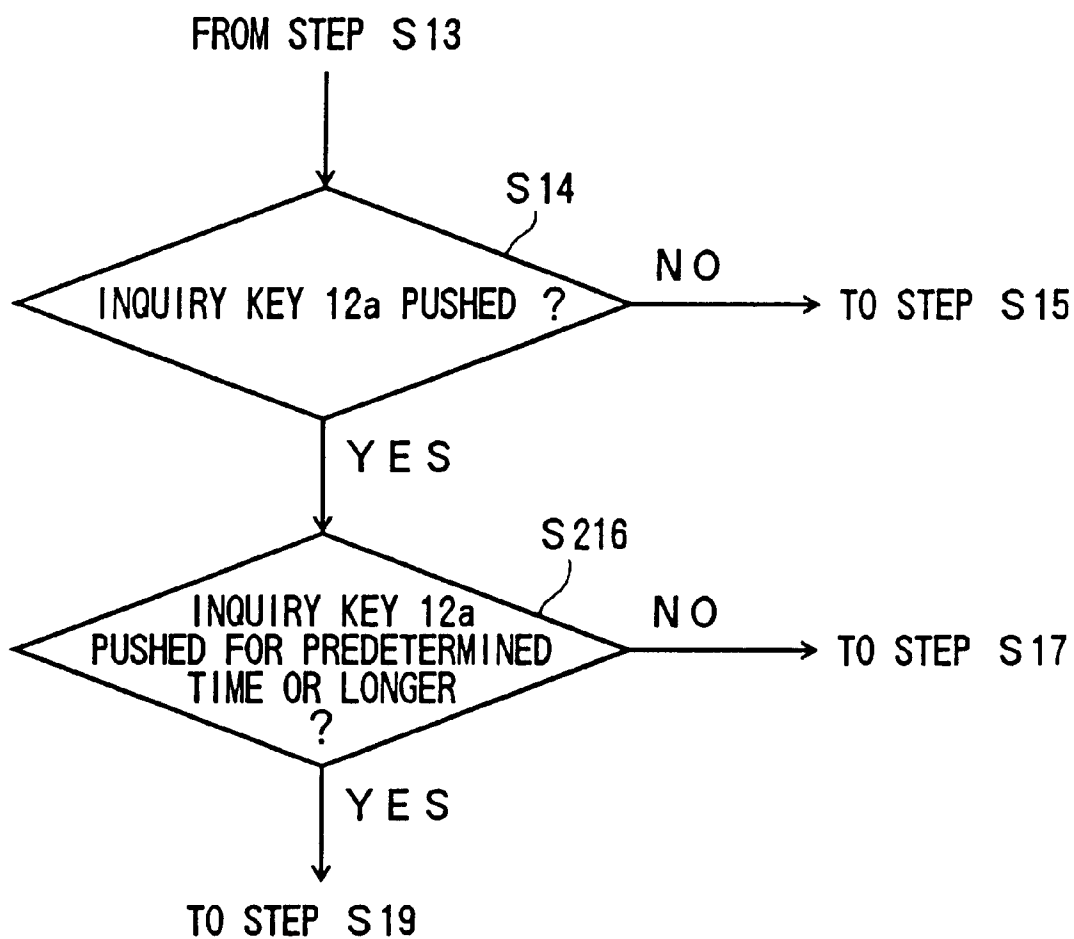 FROM STEP S13
S14
INQUIRY KEY 12a PUSHED ?
NO
TO STEP S15
YES
S216
INQUIRY KEY 12a
PUSHED FOR PREDETERMINED
TIME OR LONGER
?
NO
TO STEP S17
YES
TO STEP S19